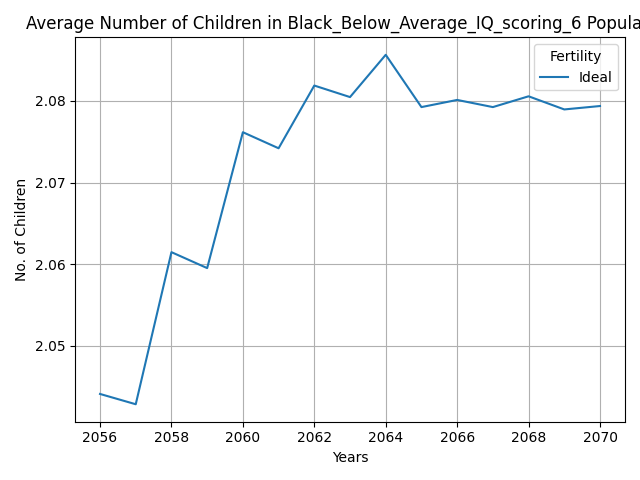 Average Number of Children in Black_Below_Average_IQ_scoring_6 Popula
Fertility
Ideal
2.08
2.07
2.06
2.05
No. of Children
2056 2058 2060 2062 2064 2066 2068 2070
Years